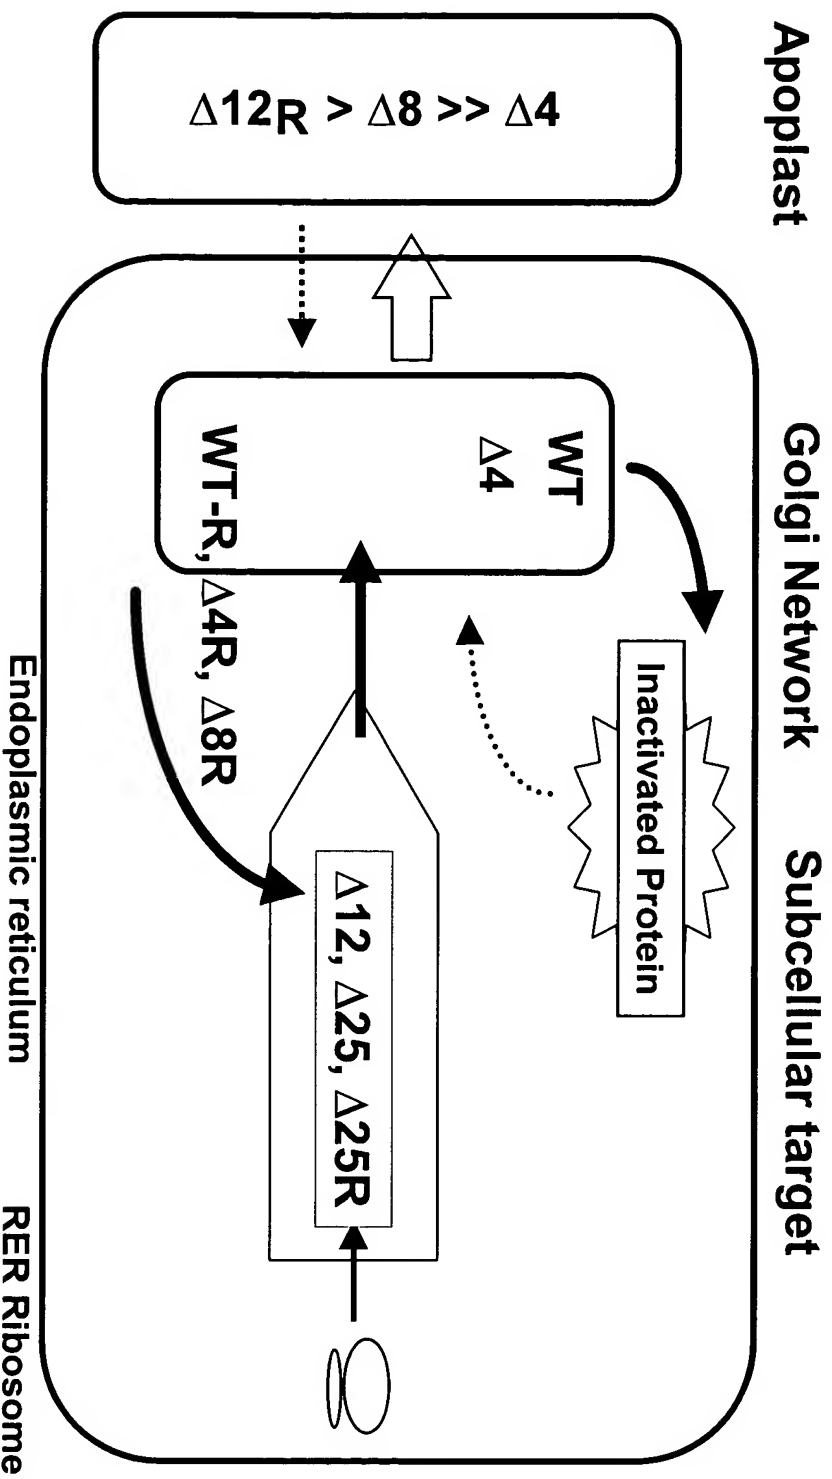 Apoplast
Golgi Network
Subcellular target
Δ12R > Δ8 >> Δ4
WT
Δ4
WT-R, Δ4R, Δ8R
Inactivated Protein
Δ12, Δ25, Δ25R
Endoplasmic reticulum
RER Ribosome